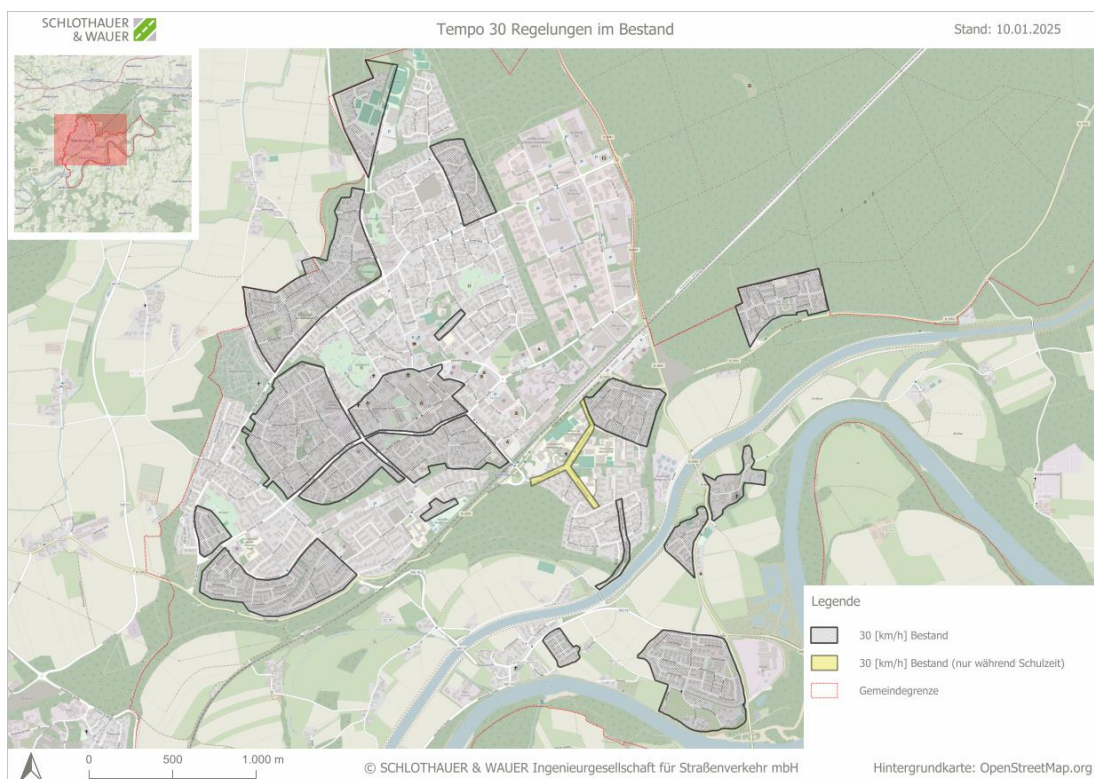 SCHLOTHAUER
& WAUER
Tempo 30 Regelungen im Bestand
Stand: 10.01.2025
Legende
30 [km/h] Bestand
30 [km/h] Bestand (nur während Schulzeit)
Gemeindegrenze
0 500 1.000 m
© SCHLOTHAUER & WAUER Ingenieurgesellschaft für Straßenverkehr mbH
Hintergrundkarte: OpenStreetMap.org